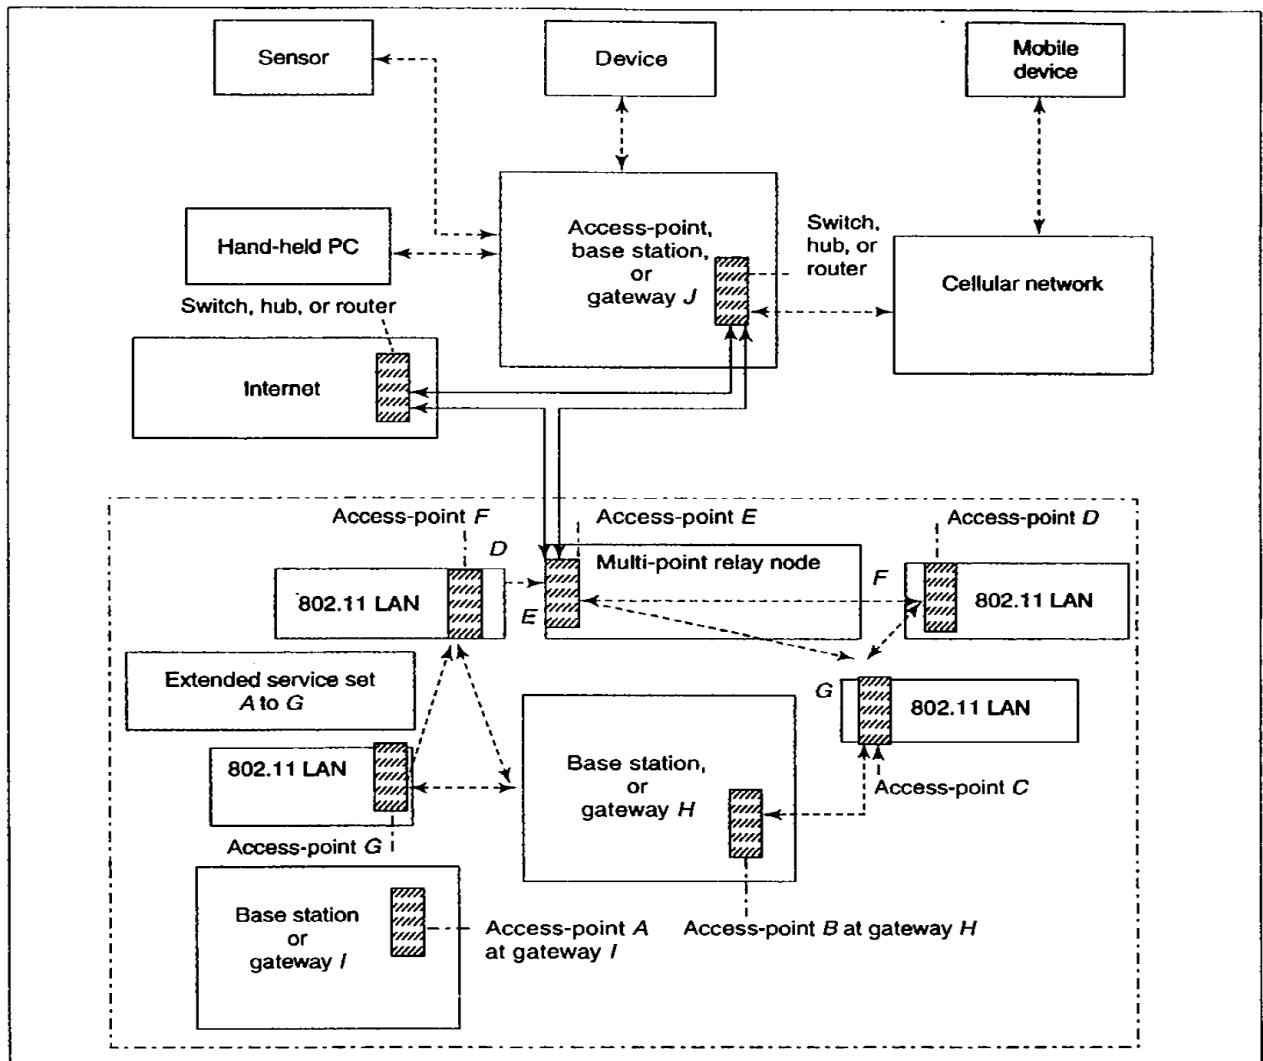 Sensor
Device
Mobile
device
Hand-held PC
Access-point,
base station,
or
gateway J
Switch,
hub, or
router
Cellular network
Switch, hub, or router
Internet
Access-point F
Access-point E
Access-point D
D
Multi-point relay node
F
802.11 LAN
E
802.11 LAN
Extended service set
A to G
G
802.11 LAN
802.11 LAN
Base station,
or
gateway H
Access-point C
Access-point G
Base station
or
gateway I
Access-point A
at gateway I
Access-point B at gateway H